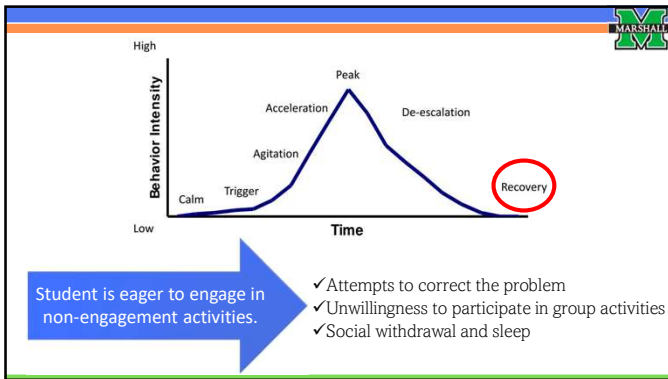 MARSHALL
High
Peak
Acceleration
De-escalation
Behavior Intensity
Agitation
Recovery
Trigger
Calm
Low
Time
Student is eager to engage in
non-engagement activities.
✓Attempts to correct the problem
✓Unwillingness to participate in group activities
✓Social withdrawal and sleep